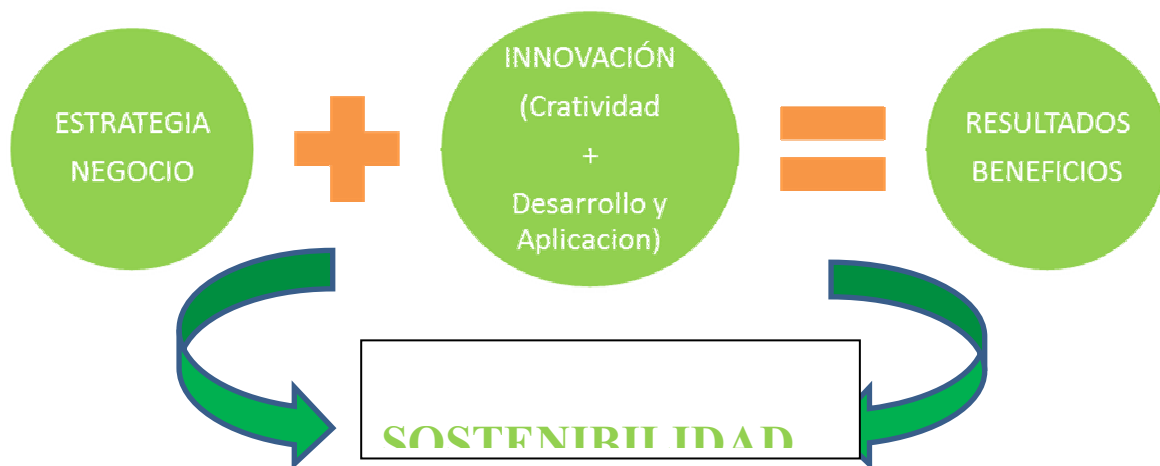 ESTRATEGIA
NEGOCIO
INNOVACIÓN
(Cratividad
+
Desarrollo y
Aplicacion)
RESULTADOS
BENEFICIOS
SOSTENIBILIDAD